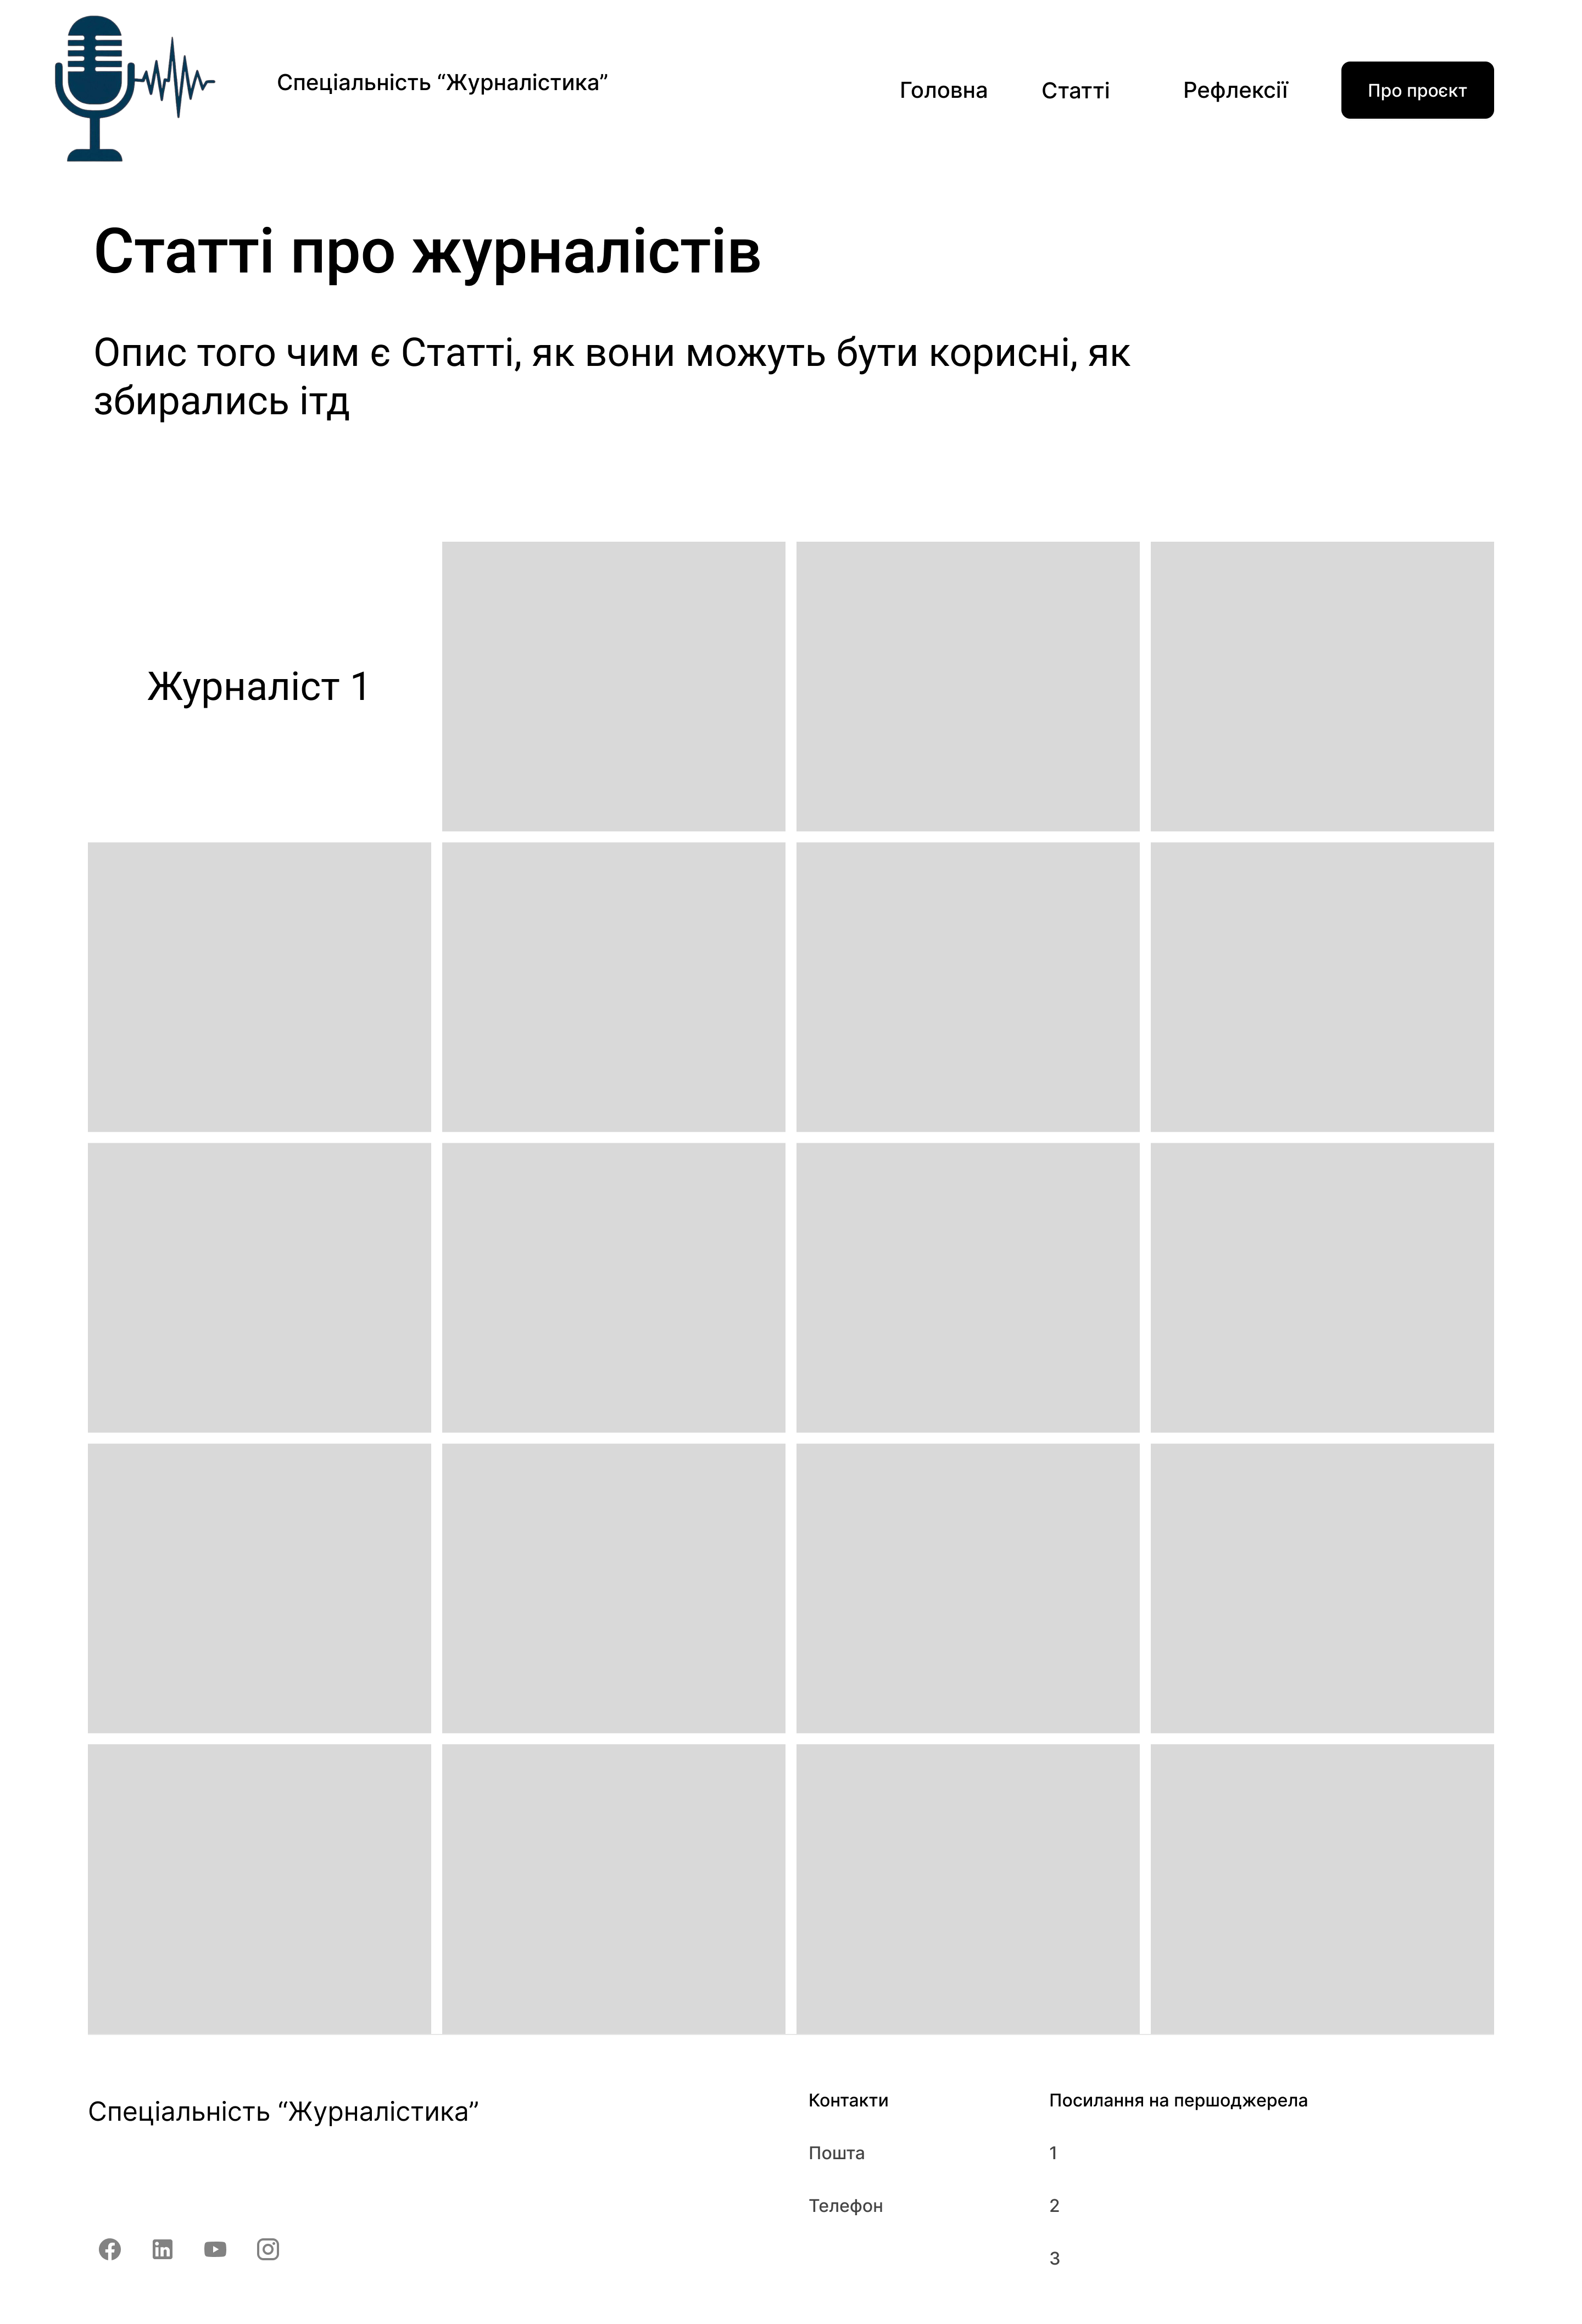 Спеціальність “Журналістика”
Головна
Статті
Рефлексії
Про проєкт
Статті про журналістів
Опис того чим є Статті, як вони можуть бути корисні, як
збирались ітд
Журналіст 1
Спеціальність “Журналістика”
Контакти
Пошта
Телефон
Посилання на першоджерела
1
2
3